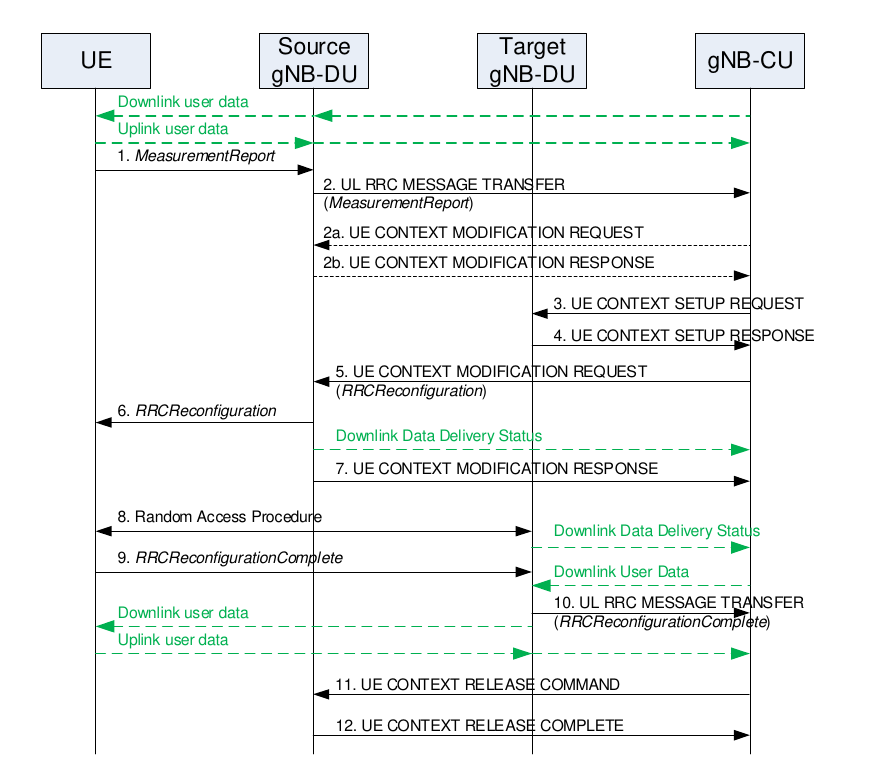 UE
Source
gNB-DU
Target
gNB-DU
gNB-CU
Downlink user data
Uplink user data
1. MeasurementReport
2. UL RRC MESSAGE TRANSFER
(MeasurementReport)
2a. UE CONTEXT MODIFICATION REQUEST
2b. UE CONTEXT MODIFICATION RESPONSE
3. UE CONTEXT SETUP REQUEST
4. UE CONTEXT SETUP RESPONSE
5. UE CONTEXT MODIFICATION REQUEST
(RRCReconfiguration)
6. RRCReconfiguration
Downlink Data Delivery Status
7. UE CONTEXT MODIFICATION RESPONSE
8. Random Access Procedure
Downlink Data Delivery Status
9. RRCReconfigurationComplete
Downlink User Data
10. UL RRC MESSAGE TRANSFER
(RRCReconfigurationComplete)
Downlink user data
Uplink user data
11. UE CONTEXT RELEASE COMMAND
12. UE CONTEXT RELEASE COMPLETE